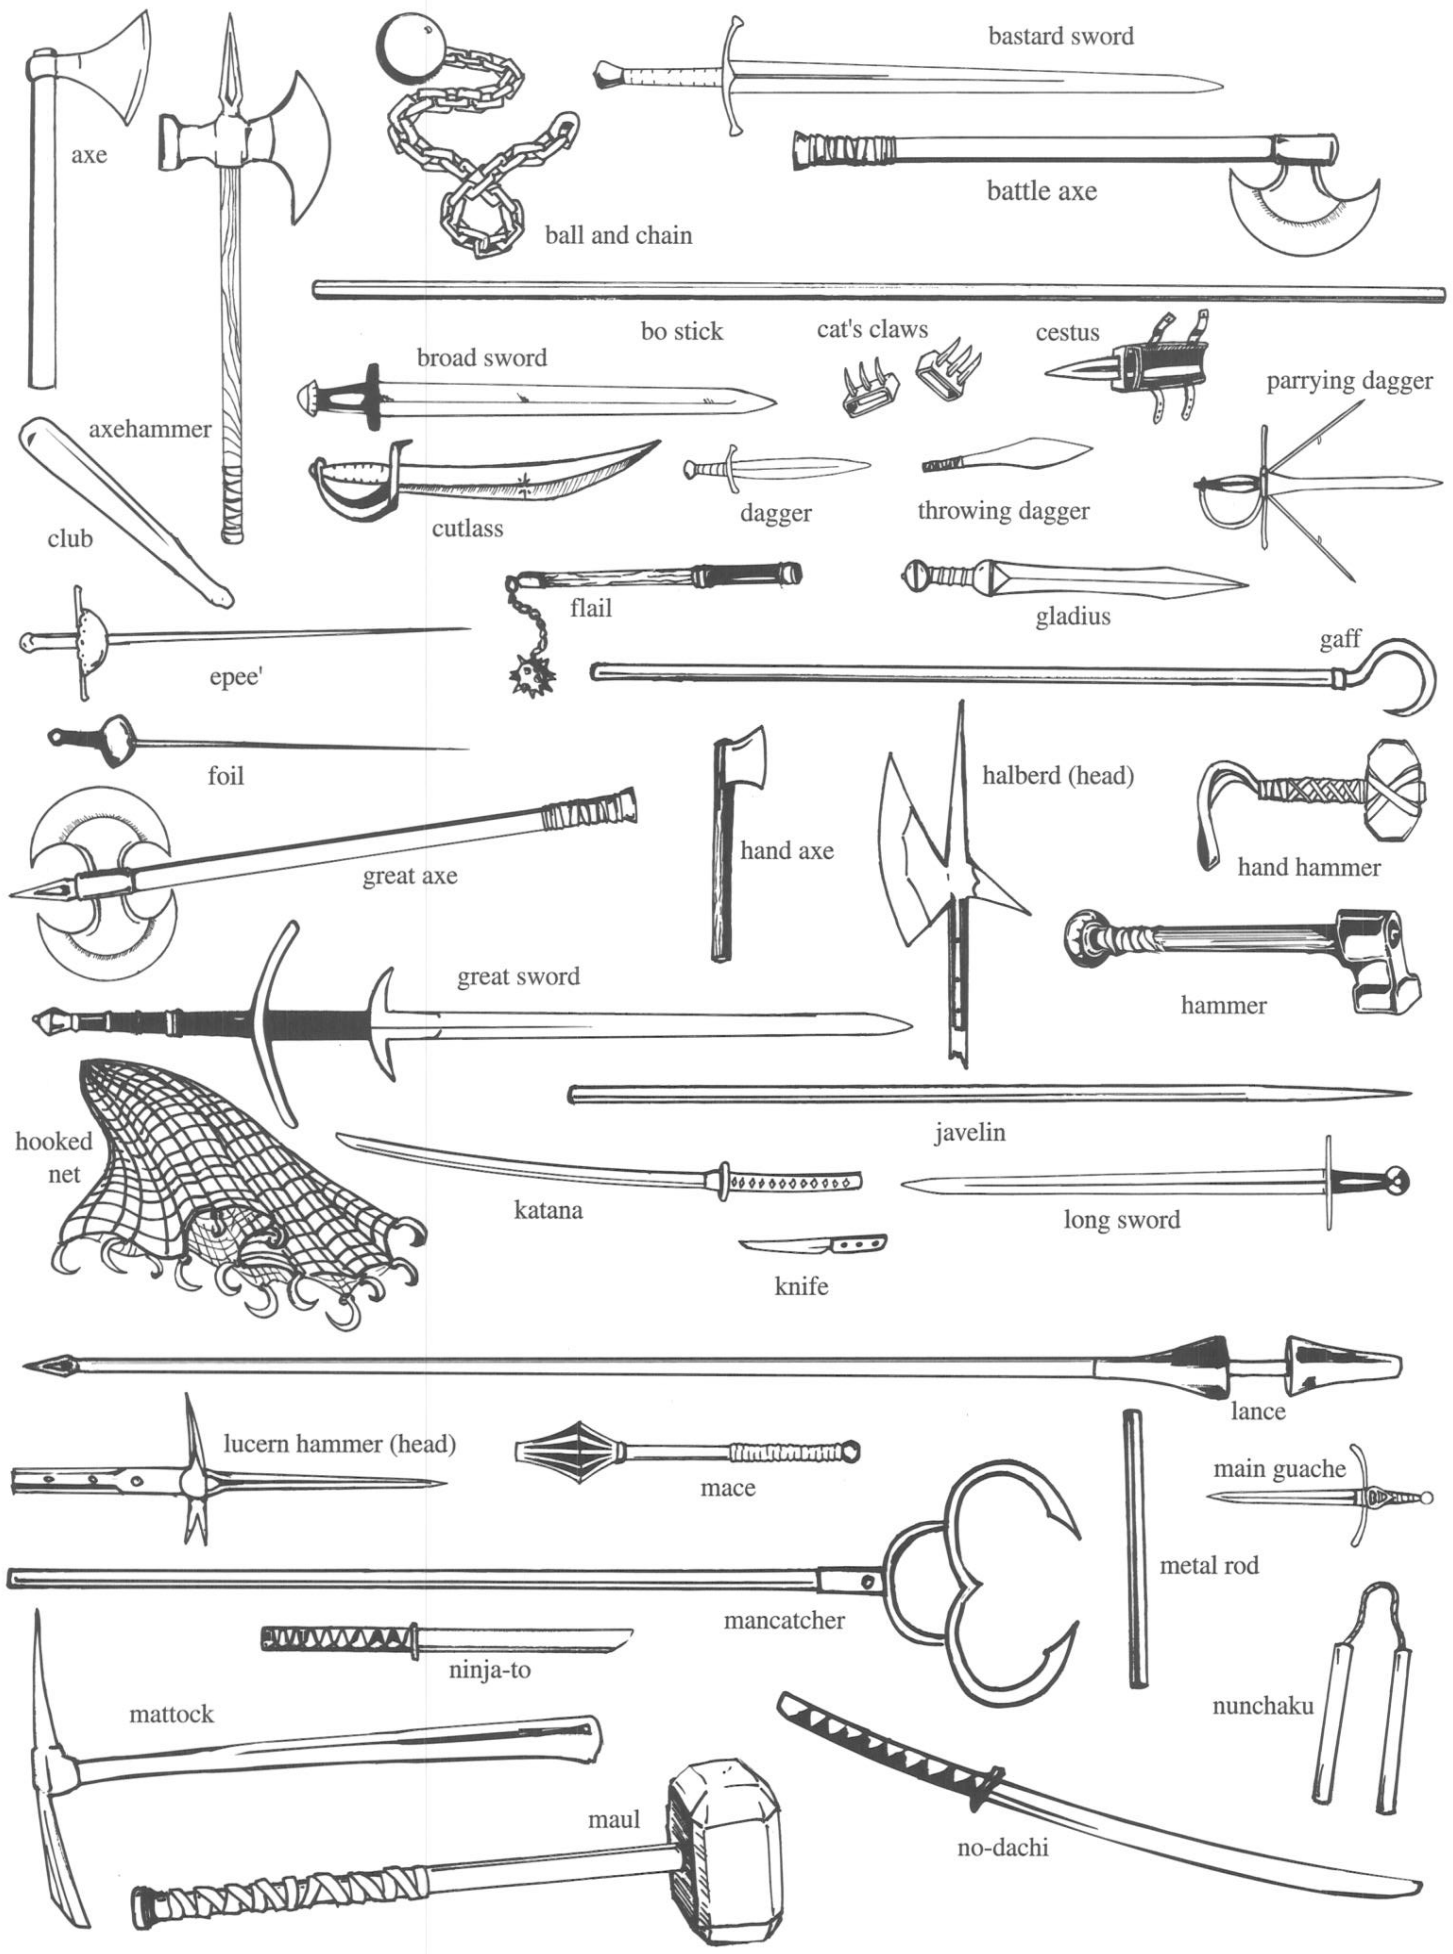 bastard sword
axe
battle axe
ball and chain
bo stick
cat's claws
cestus
broad sword
parrying dagger
axehammer
cutlass
dagger
throwing dagger
club
flail
gladius
gaff
epee'
foil
halberd (head)
hand axe
hand hammer
great axe
great sword
hammer
javelin
hooked
net
katana
long sword
knife
lance
lucern hammer (head)
mace
main guache
metal rod
mancatcher
ninja-to
nunchaku
mattock
maul
no-dachi